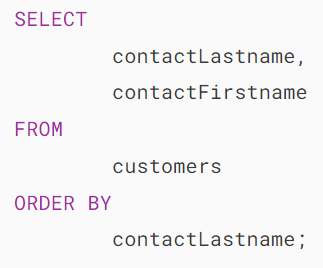 SELECT
contactLastname,
contactFirstname
FROM
customers
ORDER BY
contactLastname;